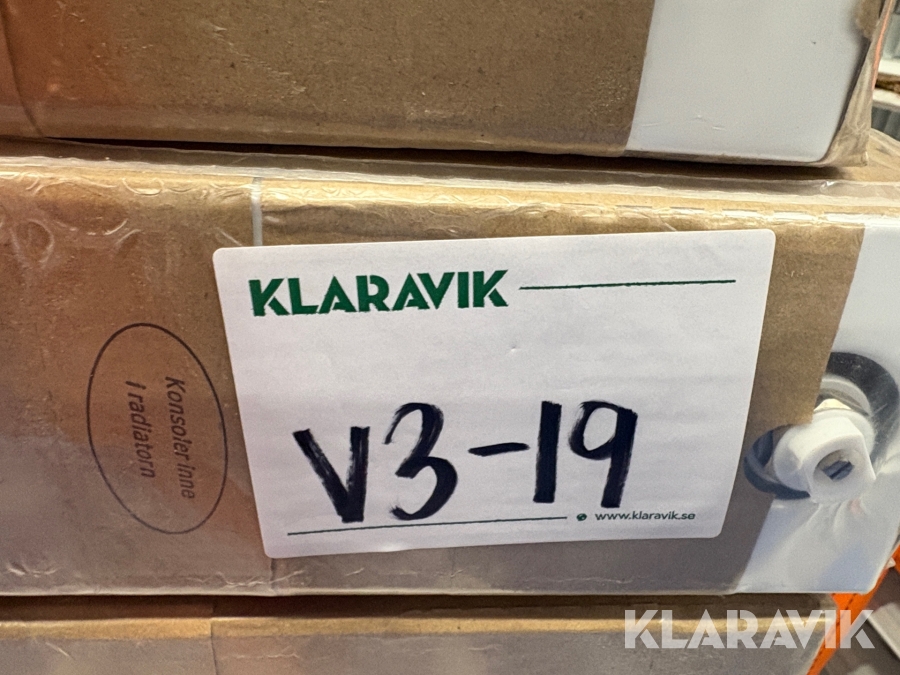 KLARAVIK
V3-19
www.klaravik.se
Konsoler inne
i radiatorn
KLARAVIK